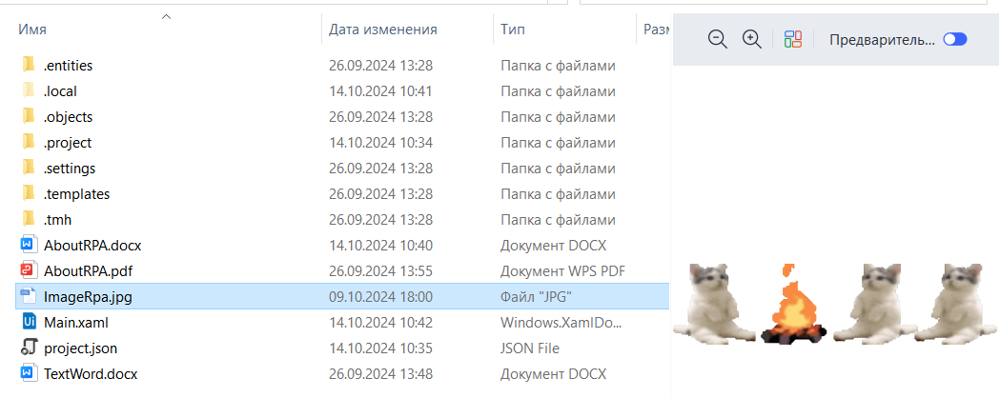 Имя Дата изменения Тип Разм Предваритель...
.entities 26.09.2024 13:28 Папка с файлами
.local 14.10.2024 10:41 Папка с файлами
.objects 26.09.2024 13:28 Папка с файлами
.project 14.10.2024 10:34 Папка с файлами
.settings 26.09.2024 13:28 Папка с файлами
.templates 26.09.2024 13:28 Папка с файлами
.tmh 26.09.2024 13:28 Папка с файлами
AboutRPA.docx 14.10.2024 10:40 Документ DOCX
AboutRPA.pdf 26.09.2024 13:55 Документ WPS PDF
ImageRpa.jpg 09.10.2024 18:00 Файл "JPG"
Main.xaml 14.10.2024 10:42 Windows.XamlDo...
project.json 14.10.2024 10:35 JSON File
TextWord.docx 26.09.2024 13:48 Документ DOCX